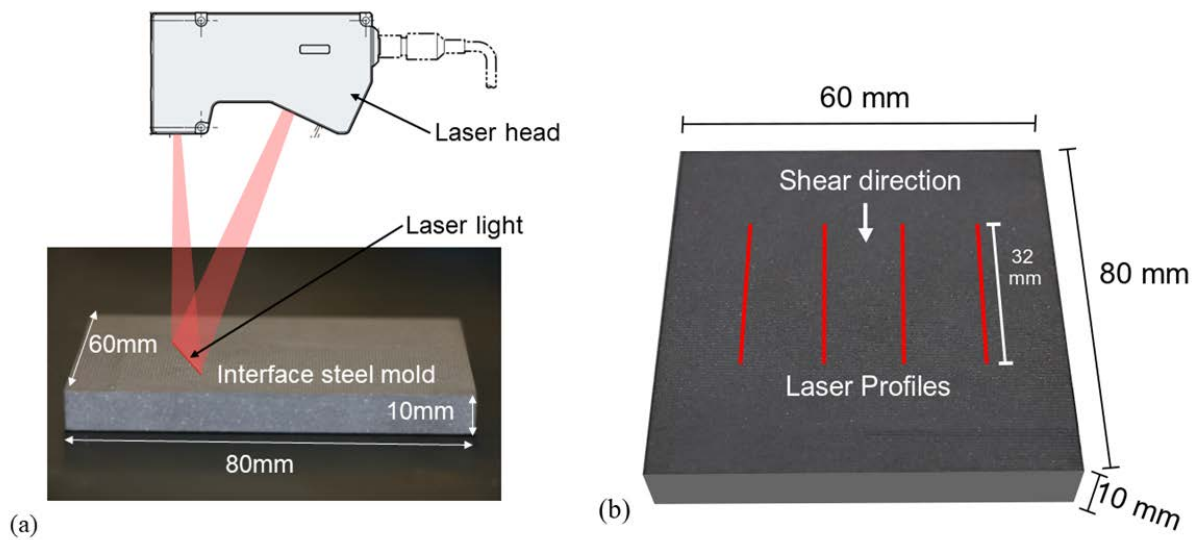 Laser head
Laser light
60mm
Interface steel mold
10mm
80mm
(a)
60 mm
Shear direction
32
mm
80 mm
Laser Profiles
10 mm
(b)